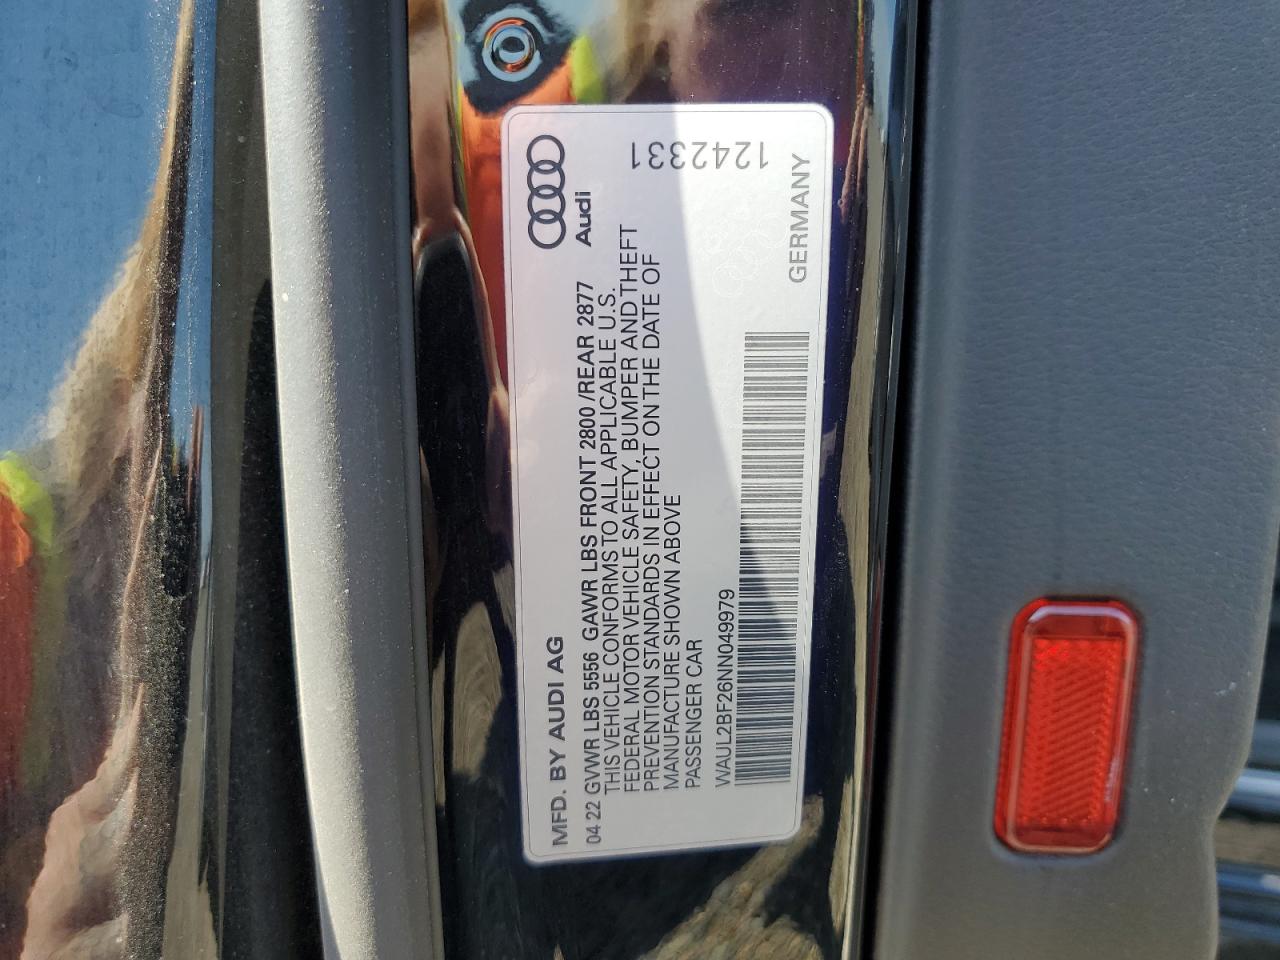 MFD. BY AUDI AG
Audi
04 22 GVWR LBS 5556 GAWR LBS FRONT 2800 /REAR 2877
THIS VEHICLE CONFORMS TO ALL APPLICABLE U.S.
FEDERAL MOTOR VEHICLE SAFETY, BUMPER AND THEFT
PREVENTION STANDARDS IN EFFECT ON THE DATE OF
MANUFACTURE SHOWN ABOVE
PASSENGER CAR
WAUL2BF26NN049979
1242331
GERMANY